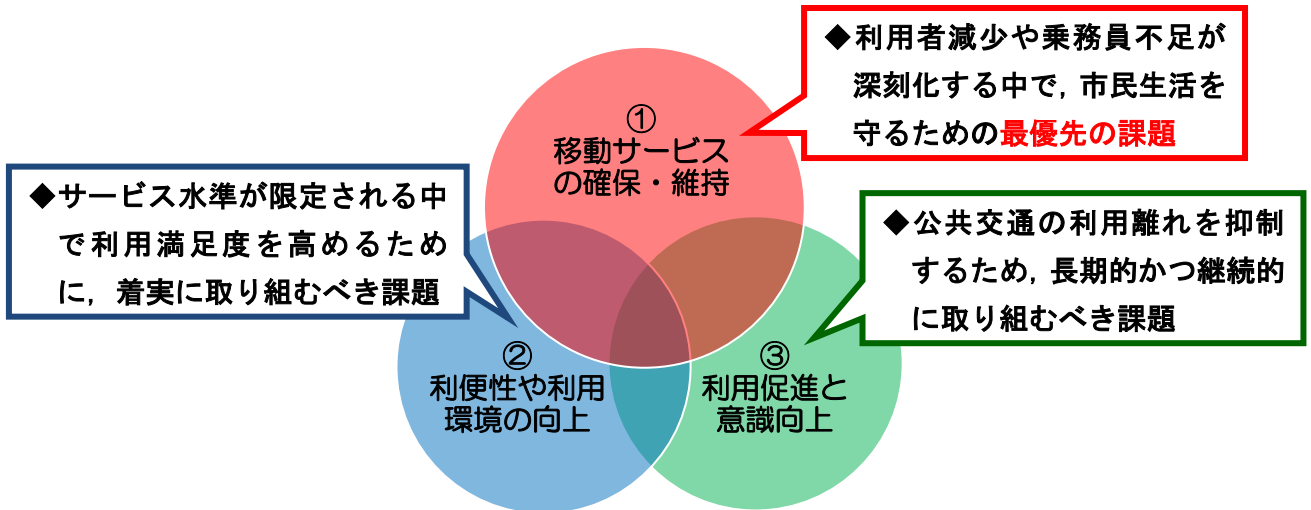 ◆利用者減少や乗務員不足が
深刻化する中で，市民生活を
守るための最優先の課題
①
移動サービス
の確保・維持
◆サービス水準が限定される中
で利用満足度を高めるため
に，着実に取り組むべき課題
◆公共交通の利用離れを抑制
するため，長期的かつ継続的
に取り組むべき課題
②
利便性や利用
環境の向上
③
利用促進と
意識向上